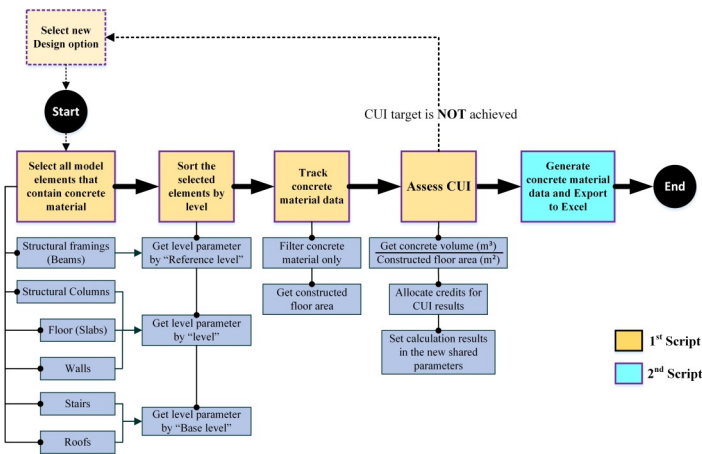 Select new
Design option
Start
CUI target is NOT achieved
Select all model
elements that
contain concrete
material
Sort the
selected
elements by
level
Track
concrete
material data
Assess CUI
Generate
concrete material
data and Export
to Excel
End
Structural framings
(Beams)
Structural Columns
Floor (Slabs)
Walls
Stairs
Roofs
Get level parameter
by “Reference level”
Get level parameter
by “level”
Get level parameter
by “Base level”
Filter concrete
material only
Get constructed
floor area
Get concrete volume (m³)
Constructed floor area (m²)
Allocate credits for
CUI results
Set calculation results
in the new shared
parameters
1st Script
2nd Script